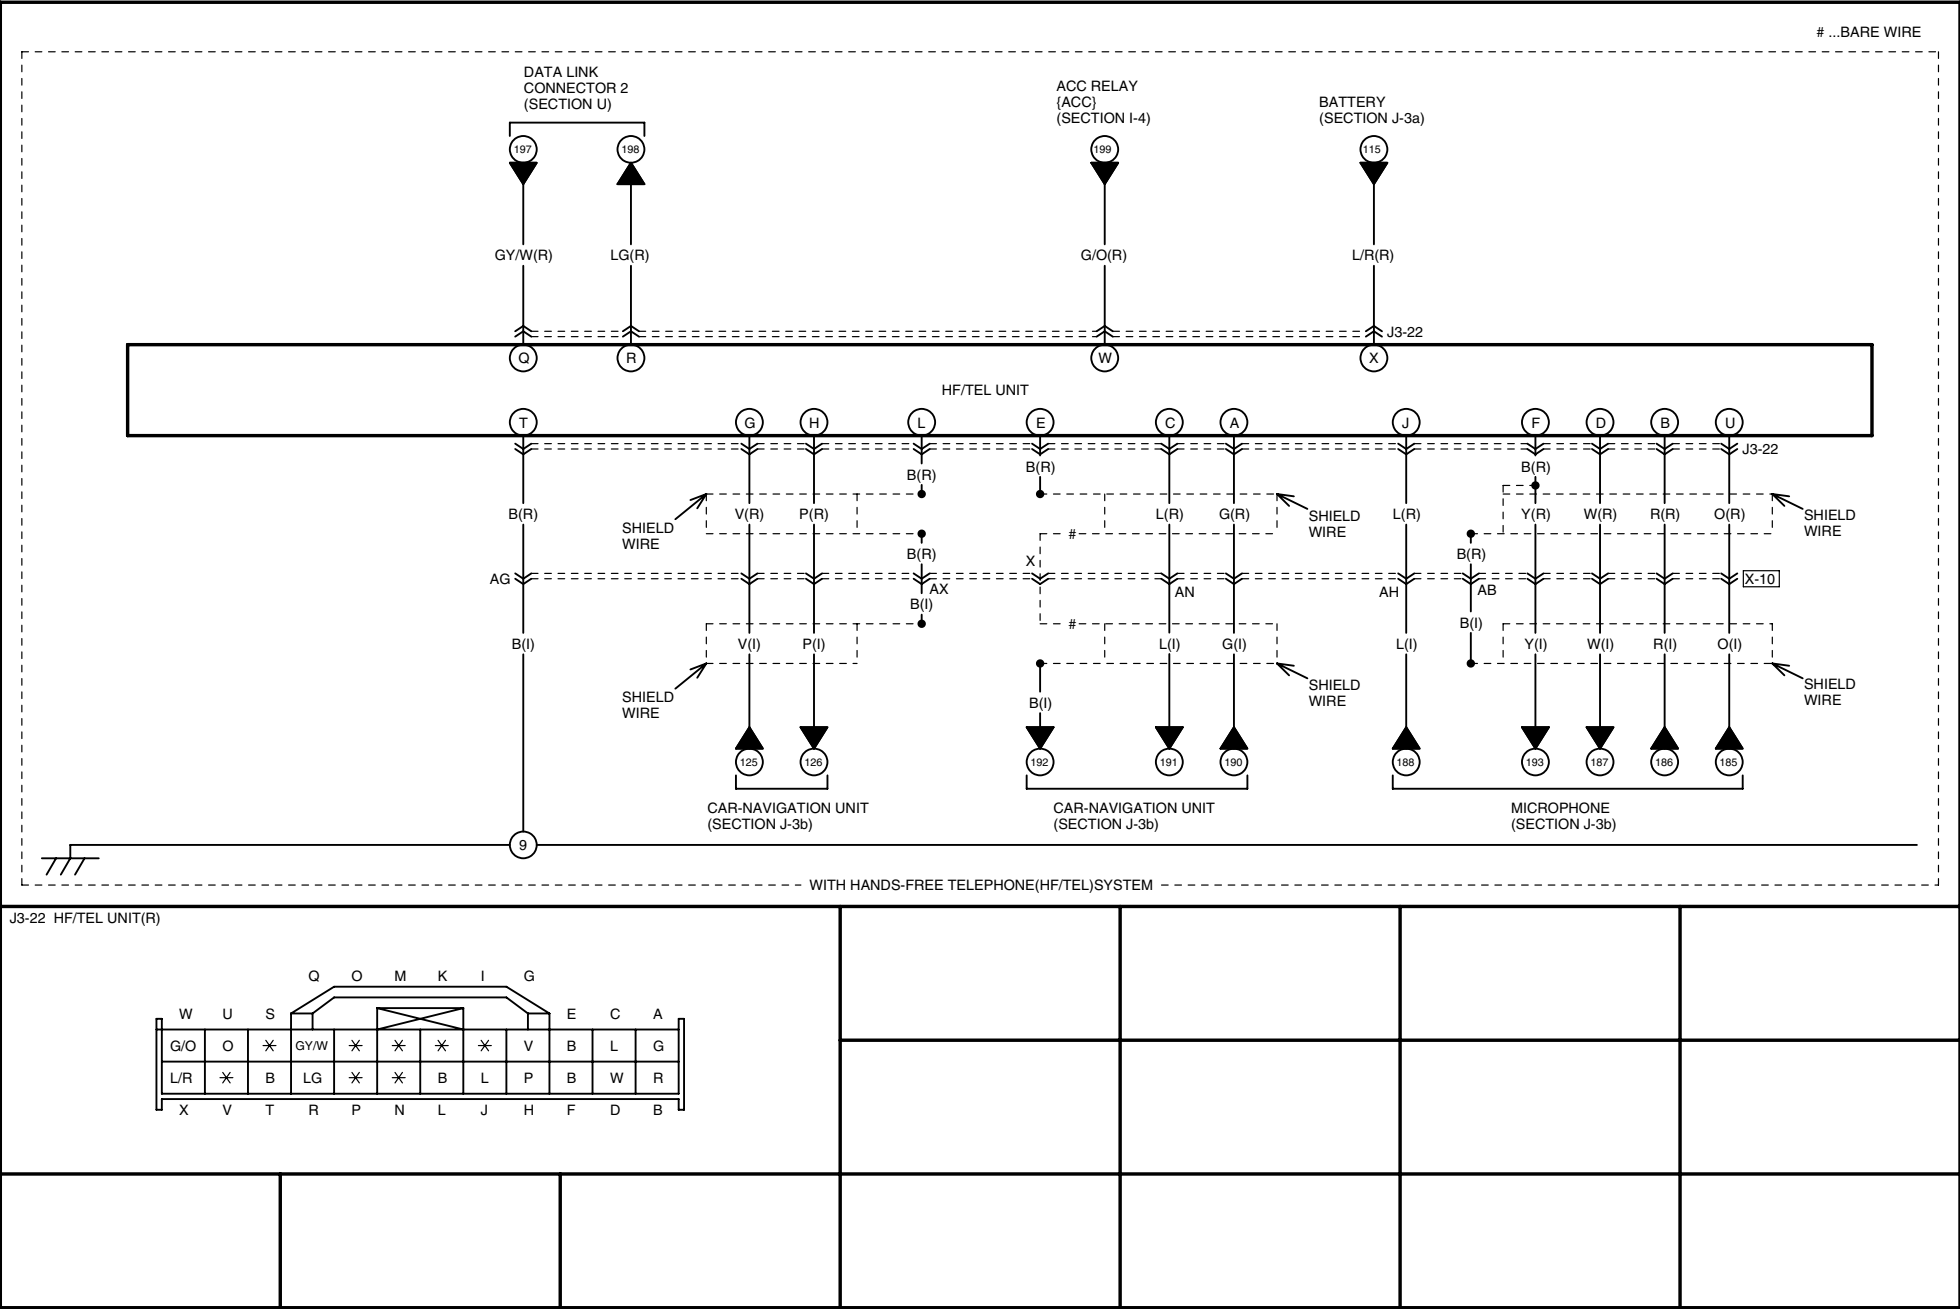 # ...BARE WIRE
DATA LINK
CONNECTOR 2
(SECTION U)
ACC RELAY
{ACC}
(SECTION I-4)
BATTERY
(SECTION J-3a)
197 198 199 115
GY/W(R) LG(R) G/O(R) L/R(R)
J3-22
Q R W X
HF/TEL UNIT
T G H L E C A J F D B U
J3-22
B(R) B(R) B(R)
B(R) V(R) P(R) L(R) G(R) L(R) Y(R) W(R) R(R) O(R)
SHIELD
WIRE
SHIELD
WIRE
SHIELD
WIRE
#
B(R) X B(R)
AG AX AN AH AB X-10
B(I) # B(I)
B(I) V(I) P(I) L(I) G(I) L(I) Y(I) W(I) R(I) O(I)
SHIELD
WIRE
SHIELD
WIRE
SHIELD
WIRE
B(I)
125 126 192 191 190 188 193 187 186 185
CAR-NAVIGATION UNIT
(SECTION J-3b)
CAR-NAVIGATION UNIT
(SECTION J-3b)
MICROPHONE
(SECTION J-3b)
9
WITH HANDS-FREE TELEPHONE(HF/TEL)SYSTEM
J3-22 HF/TEL UNIT(R)
Q O M K I G
W U S E C A
G/O O * GY/W * * * * V B L G
L/R * B LG * * B L P B W R
X V T R P N L J H F D B